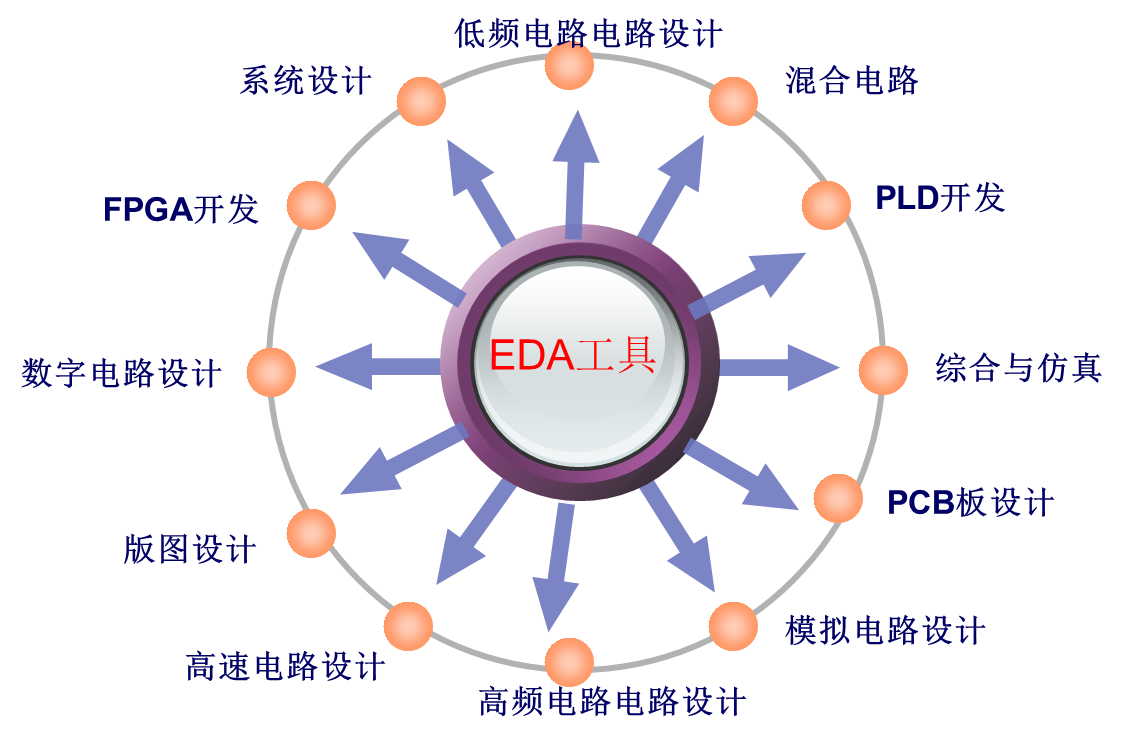 低频电路电路设计
系统设计
混合电路
FPGA开发
PLD开发
EDA工具
数字电路设计
综合与仿真
PCB板设计
版图设计
模拟电路设计
高速电路设计
高频电路电路设计